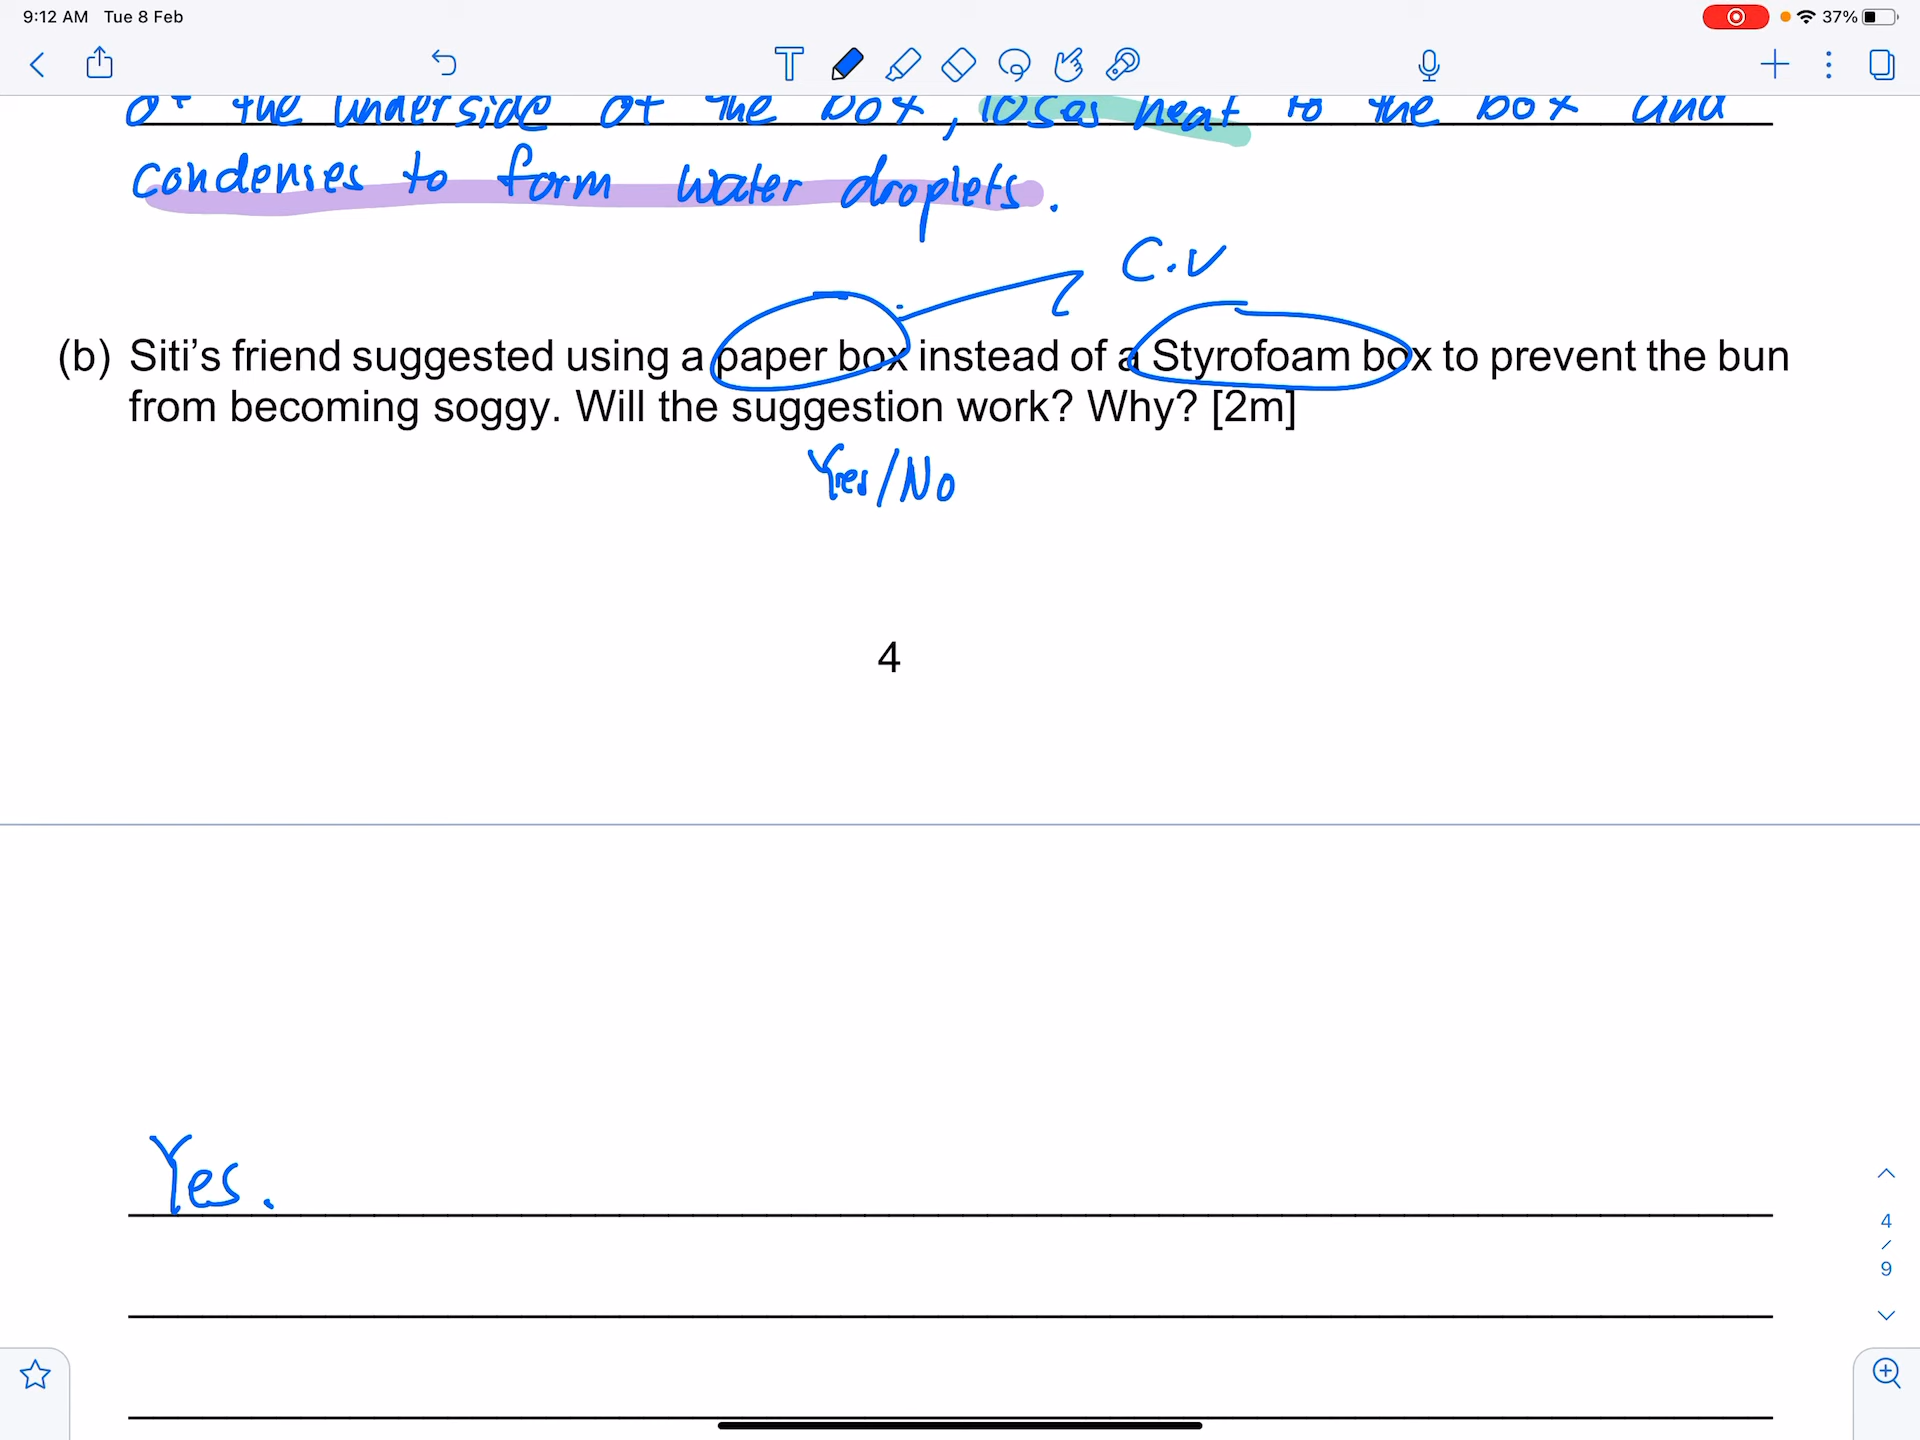 9:12 AM Tue 8 Feb
37%
of the underside of the box, loses heat to the box and
condenses to form water droplets.
C.V
(b) Siti’s friend suggested using a paper box instead of a Styrofoam box to prevent the bun
from becoming soggy. Will the suggestion work? Why? [2m]
Yes/No
4
Yes.
4
/
9